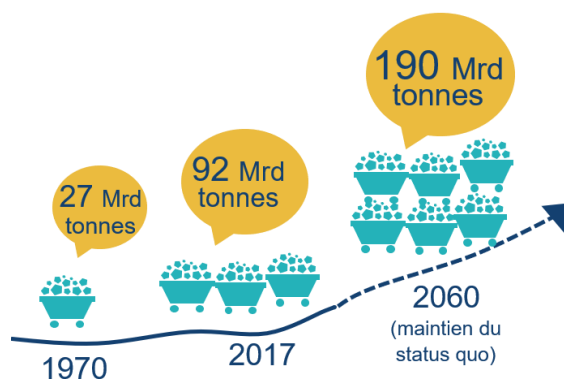 27 Mrd
tonnes
92 Mrd
tonnes
190 Mrd
tonnes
1970
2017
2060
(maintien du
status quo)